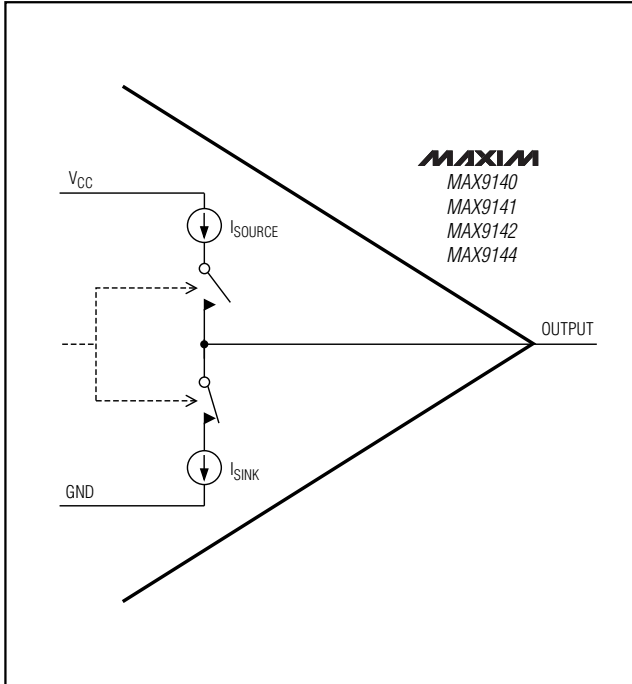 MAXIM
MAX9140
MAX9141
MAX9142
MAX9144
VCC
ISOURCE
OUTPUT
ISINK
GND